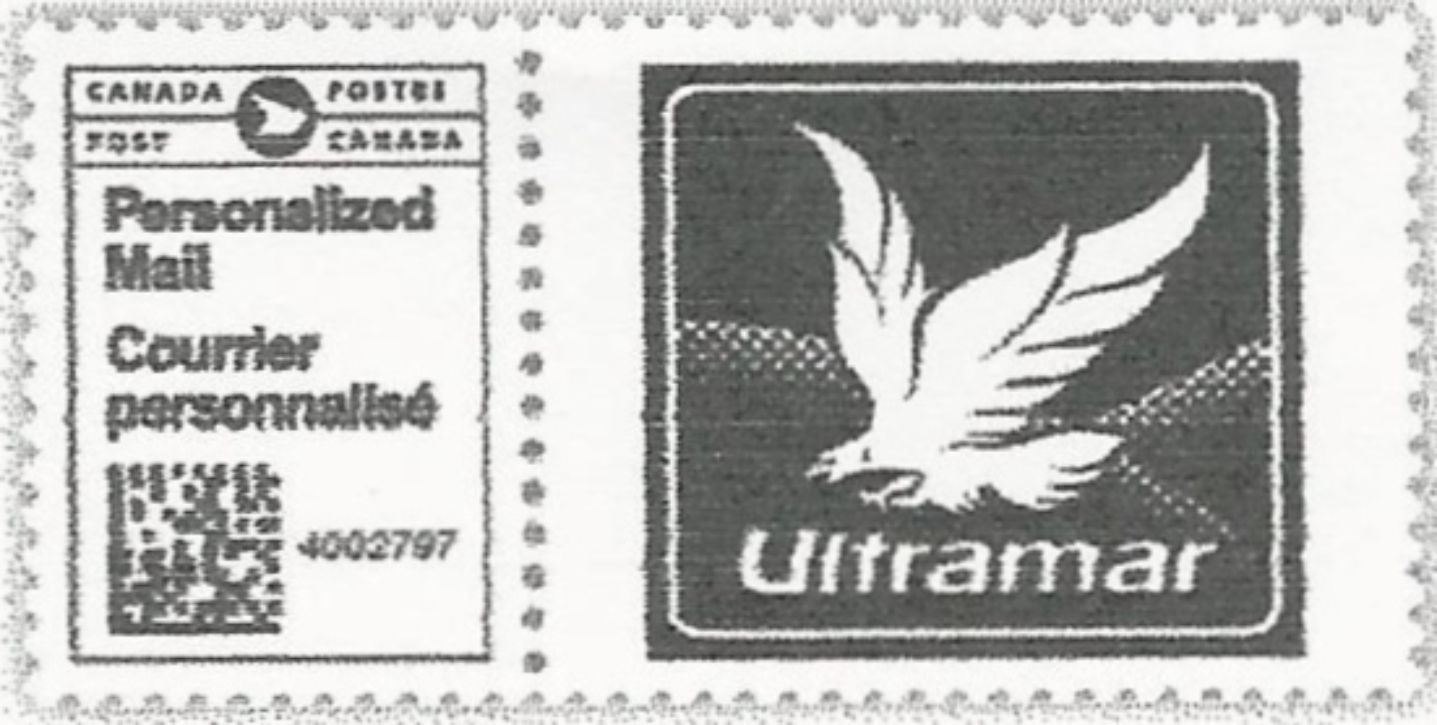 CANADA POSTES
POST CANADA
Personalized
Mail
Courrier
personnalisé
4002797
Ultramar